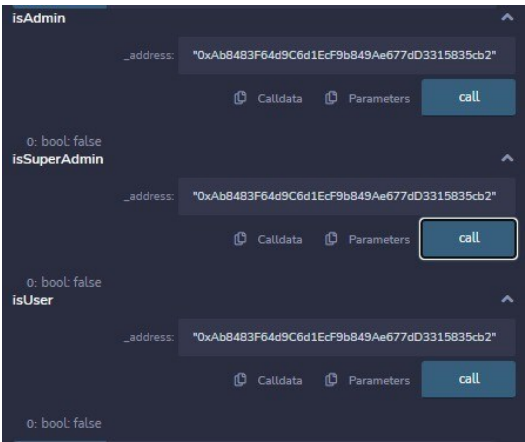 isAdmin
_address: "0xAb8483F64d9C6d1EcF9b849Ae677dD3315835cb2"
Calldata Parameters call
0: bool: false
isSuperAdmin
_address: "0xAb8483F64d9C6d1EcF9b849Ae677dD3315835cb2"
Calldata Parameters call
0: bool: false
isUser
_address: "0xAb8483F64d9C6d1EcF9b849Ae677dD3315835cb2"
Calldata Parameters call
0: bool: false